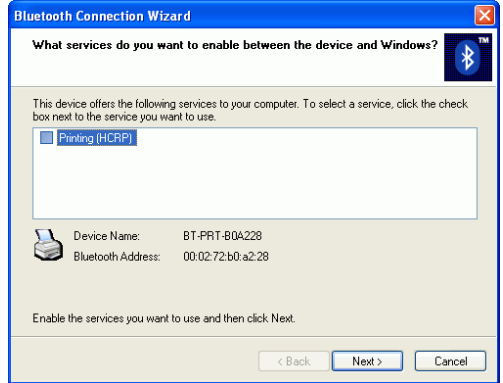 Bluetooth Connection Wizard
What services do you want to enable between the device and Windows?
TM
This device offers the following services to your computer. To select a service, click the check
box next to the service you want to use.
Printing (HCRP)
Device Name: BT-PRT-B0A228
Bluetooth Address: 00:02:72:b0:a2:28
Enable the services you want to use and then click Next.
< Back Next > Cancel